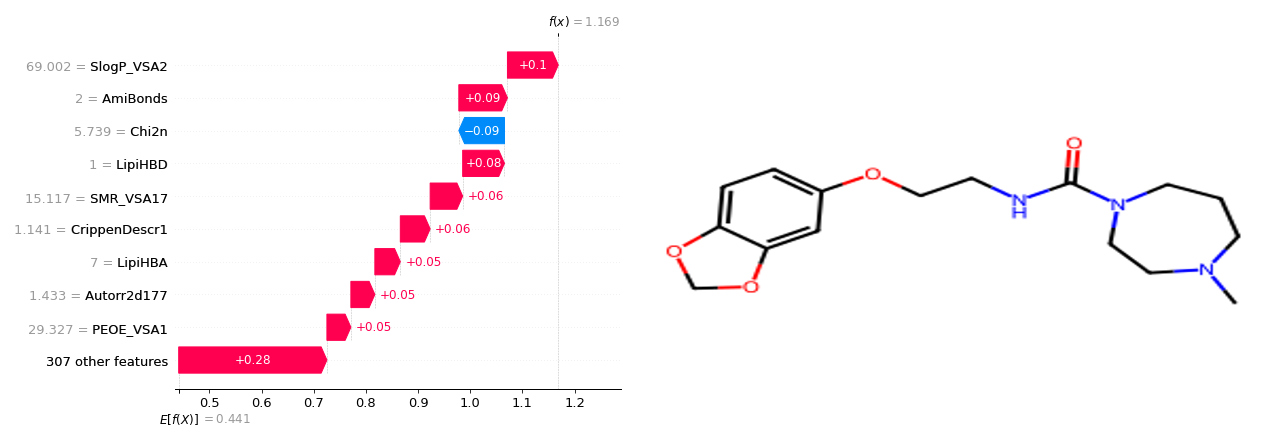 f(x) = 1.169
69.002 = SlogP_VSA2
+0.1
2 = AmiBonds
+0.09
5.739 = Chi2n
−0.09
1 = LipiHBD
+0.08
15.117 = SMR_VSA17
+0.06
1.141 = CrippenDescr1
+0.06
7 = LipiHBA
+0.05
1.433 = Autorr2d177
+0.05
29.327 = PEOE_VSA1
+0.05
307 other features
+0.28
0.5 0.6 0.7 0.8 0.9 1.0 1.1 1.2
E[f(X)] = 0.441
O
O
N
H
N
O
O
N